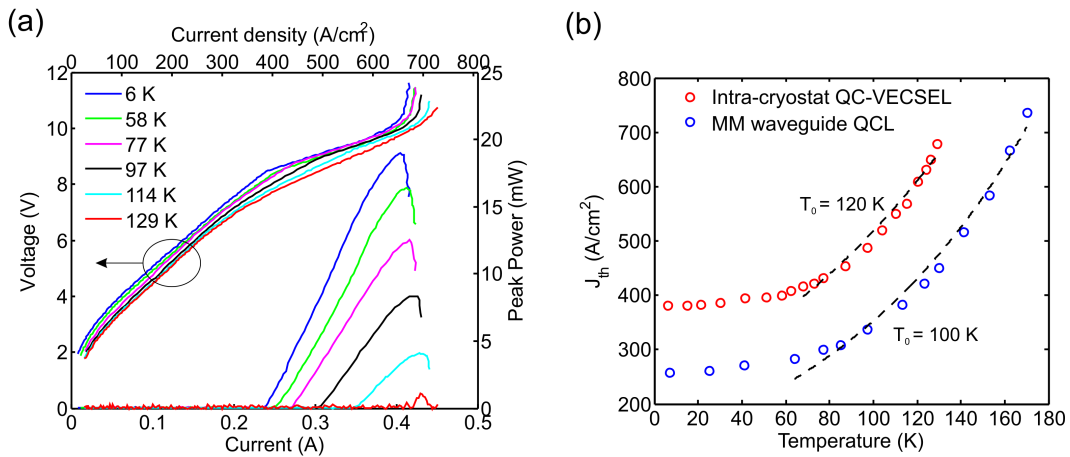 (a)
Current density (A/cm2)
0 100 200 300 400 500 600 700 800
12
10
8
6
4
2
0
Voltage (V)
6 K
58 K
77 K
97 K
114 K
129 K
25
20
15
10
5
0
Peak Power (mW)
0 0.1 0.2 0.3 0.4 0.5
Current (A)
(b)
800
700
600
500
400
300
200
Jth (A/cm2)
Intra-cryostat QC-VECSEL
MM waveguide QCL
T0 = 120 K
T0 = 100 K
0 20 40 60 80 100 120 140 160 180
Temperature (K)